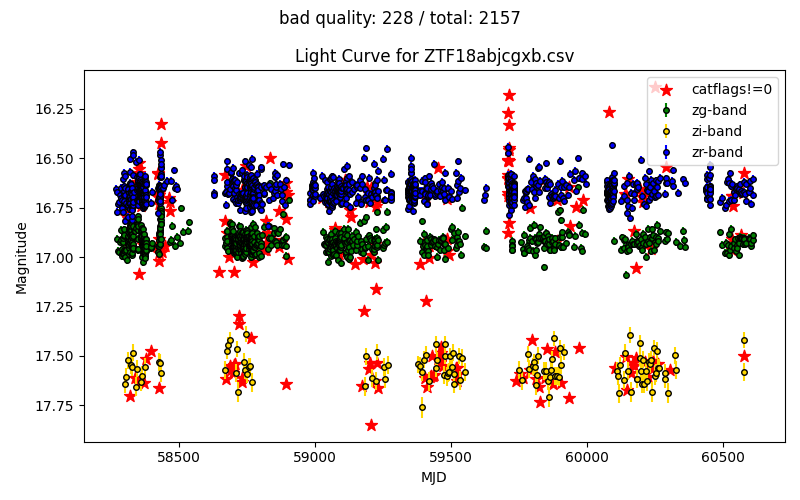 bad quality: 228 / total: 2157
Light Curve for ZTF18abjcgxb.csv
catflags!=0
zg-band
zi-band
zr-band
16.25
16.50
16.75
17.00
17.25
17.50
17.75
Magnitude
58500 59000 59500 60000 60500
MJD